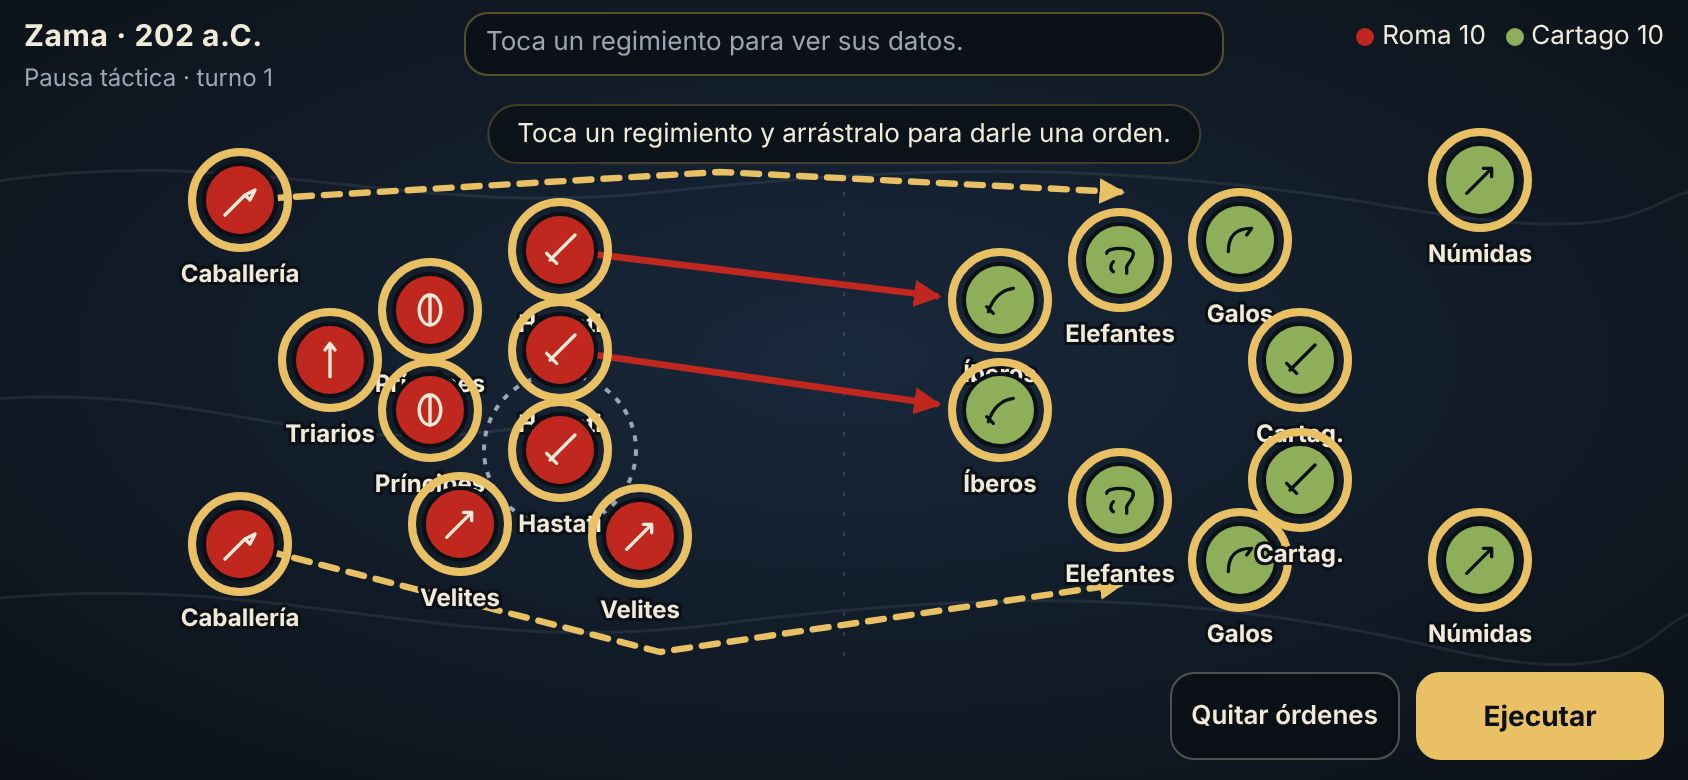 Zama · 202 a.C.
Pausa táctica · turno 1
Toca un regimiento para ver sus datos.
Roma 10
Cartago 10
Toca un regimiento y arrástralo para darle una orden.
Caballería
Númidas
Galos
Elefantes
Íberos
Príncipes
Triarios
Cartag.
Príncipes
Íberos
Hastati
Cartag.
Elefantes
Velites
Velites
Caballería
Galos
Númidas
Quitar órdenes
Ejecutar